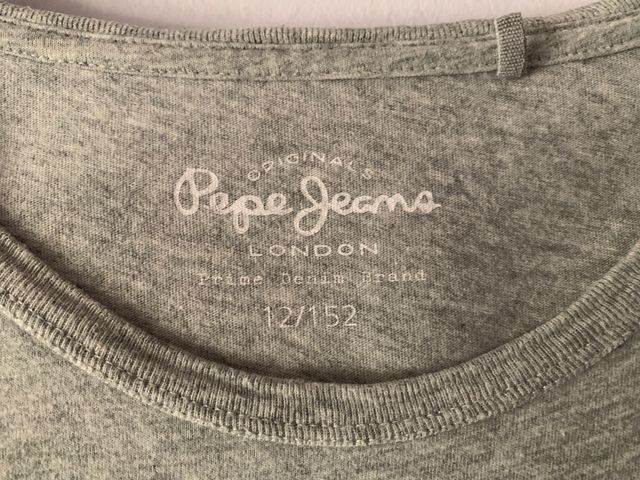 ORIGINALS
Pepe Jeans
LONDON
Prime Denim Brand
12/152